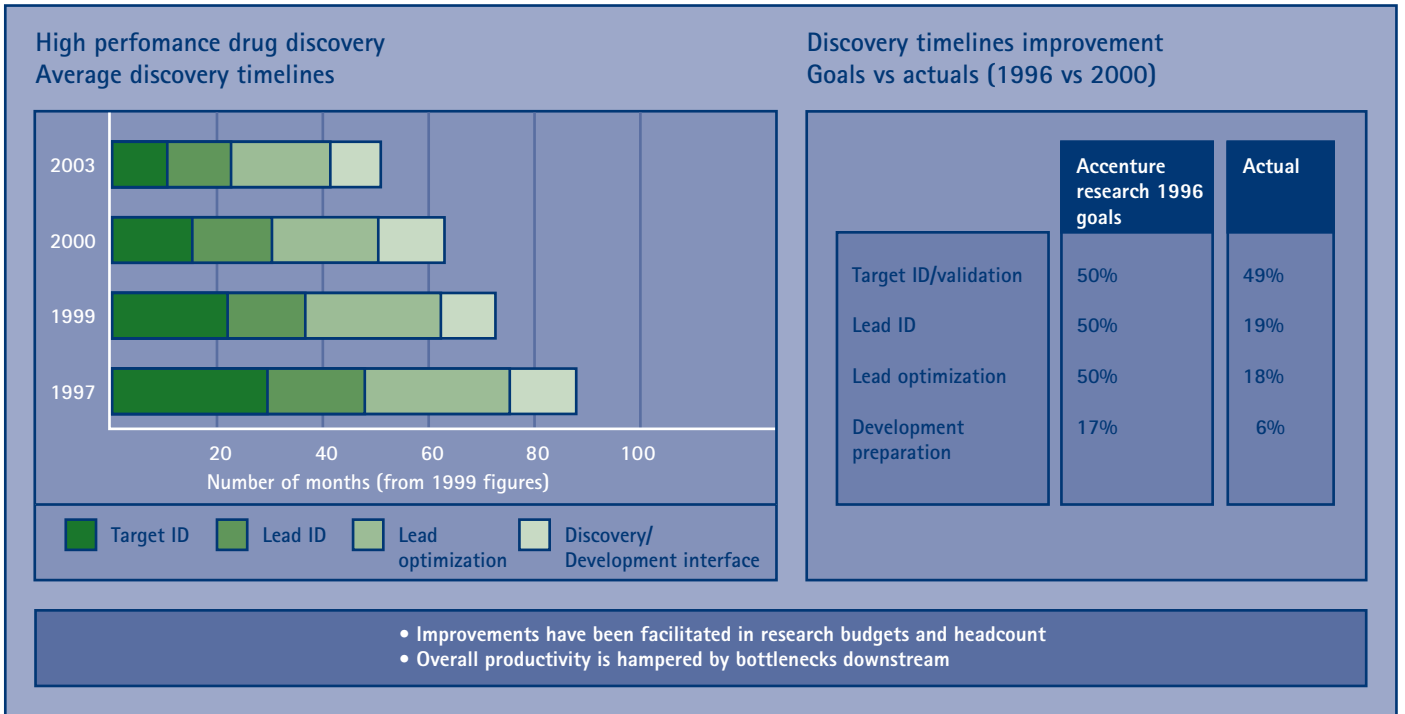 High perfomance drug discovery
Average discovery timelines
2003
2000
1999
1997
20 40 60 80 100
Number of months (from 1999 figures)
Target ID
Lead ID
Lead
optimization
Discovery/
Development interface
Discovery timelines improvement
Goals vs actuals (1996 vs 2000)
Accenture
research 1996
goals
Actual
Target ID/validation 50% 49%
Lead ID 50% 19%
Lead optimization 50% 18%
Development
preparation
17% 6%
• Improvements have been facilitated in research budgets and headcount
• Overall productivity is hampered by bottlenecks downstream